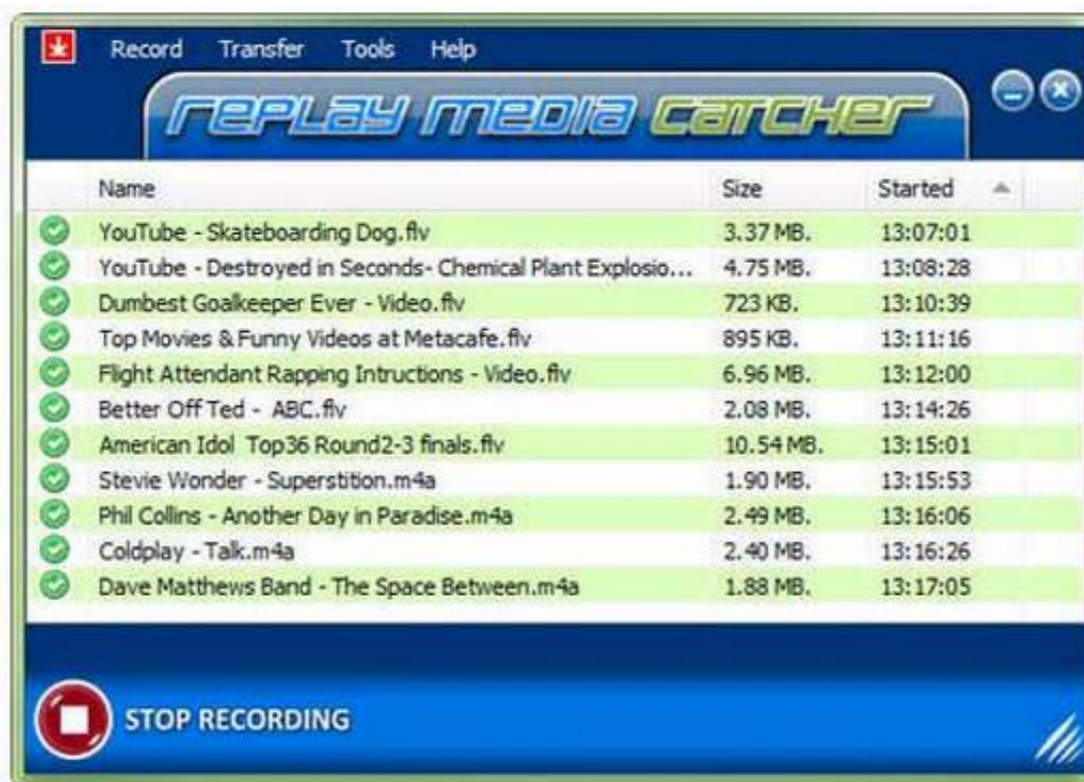 Record Transfer Tools Help
REPLAY MEDIA CATCHER
Name Size Started
YouTube - Skateboarding Dog.flv 3.37 MB. 13:07:01
YouTube - Destroyed in Seconds- Chemical Plant Explosio... 4.75 MB. 13:08:28
Dumbest Goalkeeper Ever - Video.flv 723 KB. 13:10:39
Top Movies & Funny Videos at Metacafe.flv 895 KB. 13:11:16
Flight Attendant Rapping Intructions - Video.flv 6.96 MB. 13:12:00
Better Off Ted - ABC.flv 2.08 MB. 13:14:26
American Idol Top36 Round2-3 finals.flv 10.54 MB. 13:15:01
Stevie Wonder - Superstition.m4a 1.90 MB. 13:15:53
Phil Collins - Another Day in Paradise.m4a 2.49 MB. 13:16:06
Coldplay - Talk.m4a 2.40 MB. 13:16:26
Dave Matthews Band - The Space Between.m4a 1.88 MB. 13:17:05
STOP RECORDING